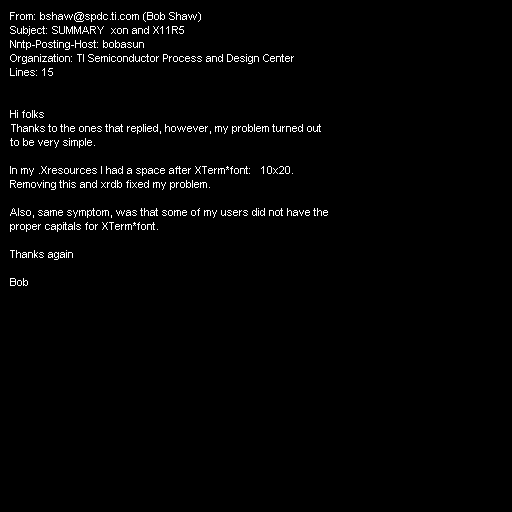 From: bshaw@spdc.ti.com (Bob Shaw)
Subject: SUMMARY  xon and X11R5
Nntp-Posting-Host: bobasun
Organization: TI Semiconductor Process and Design Center
Lines: 15

Hi folks
Thanks to the ones that replied, however, my problem turned out
to be very simple.

In my .Xresources I had a space after XTerm*font:   10x20.
Removing this and xrdb fixed my problem.

Also, same symptom, was that some of my users did not have the
proper capitals for XTerm*font.

Thanks again

Bob